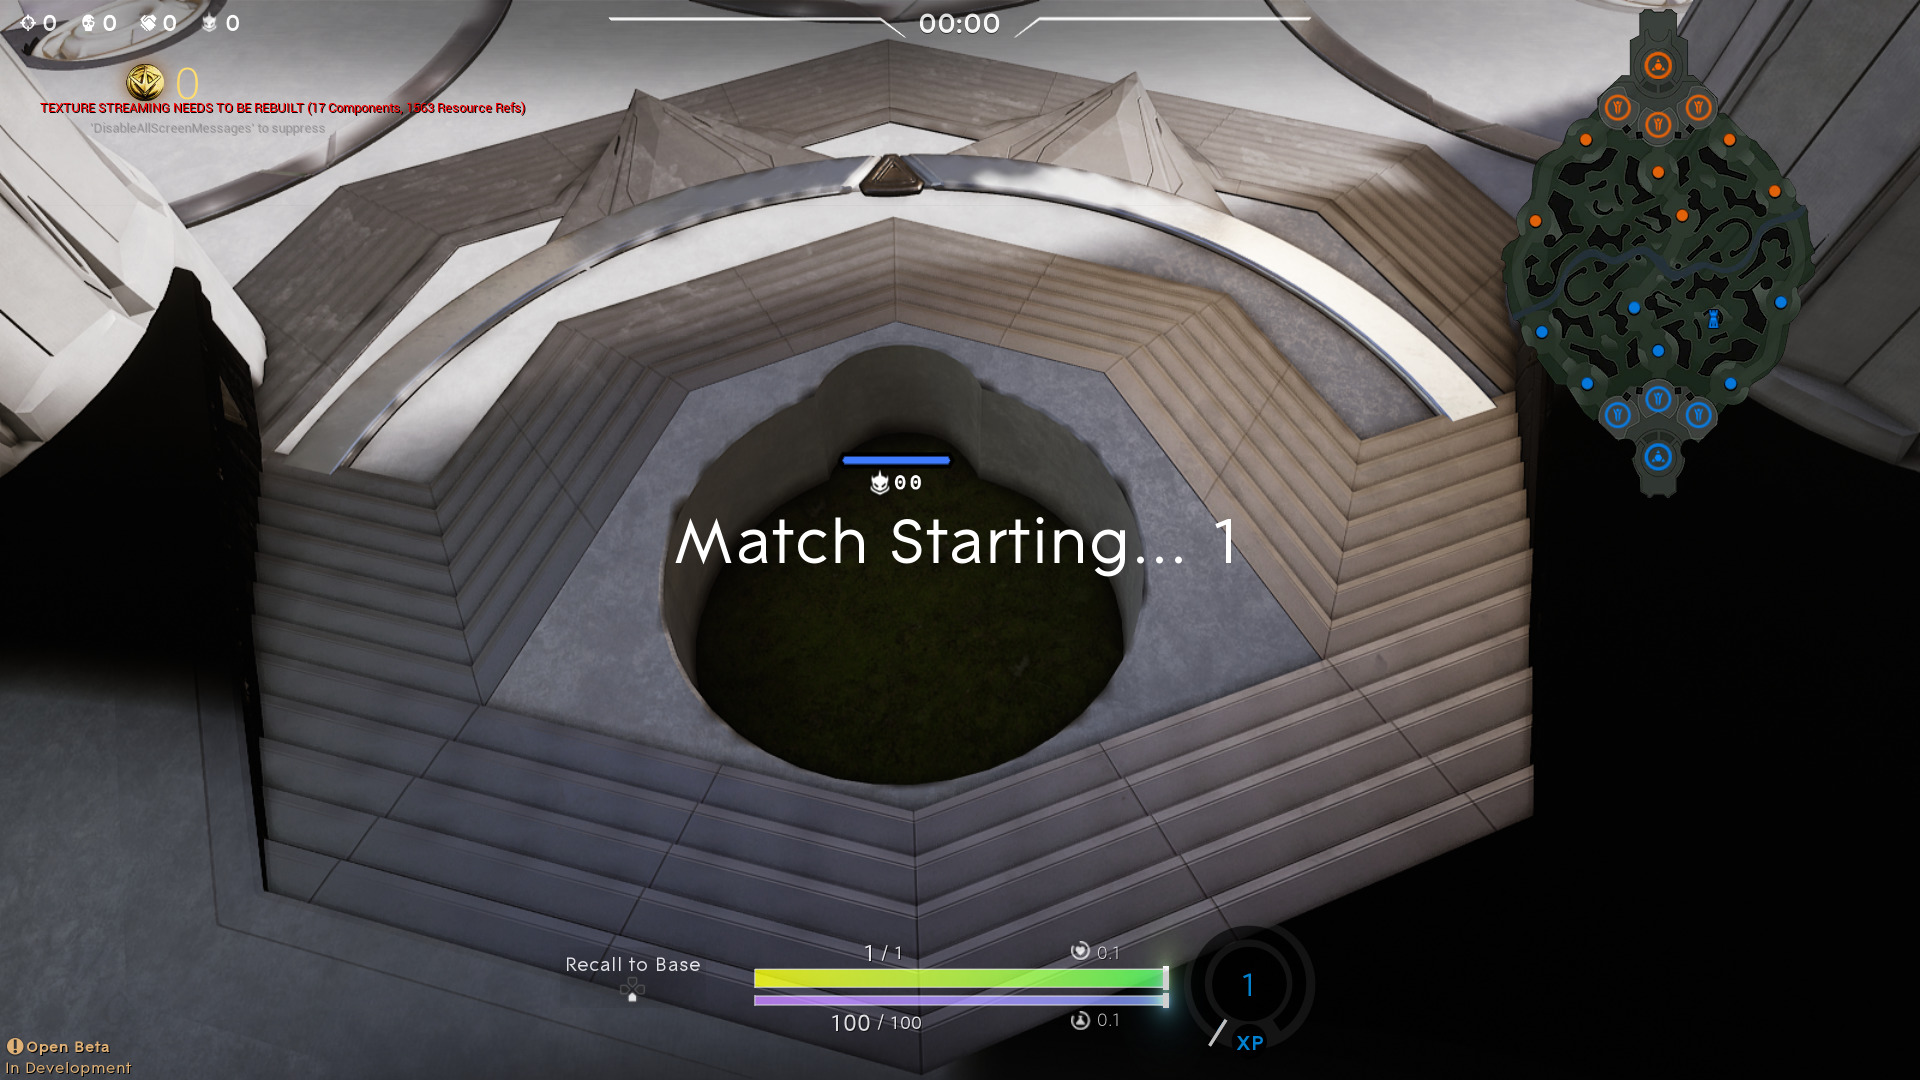 0 0 0 0
00:00
0
TEXTURE STREAMING NEEDS TO BE REBUILT (17 Components, 1563 Resource Refs)
'DisableAllScreenMessages' to suppress
00
Match Starting... 1
1 / 1
0.1
Recall to Base
1
100 / 100
0.1
XP
Open Beta
In Development